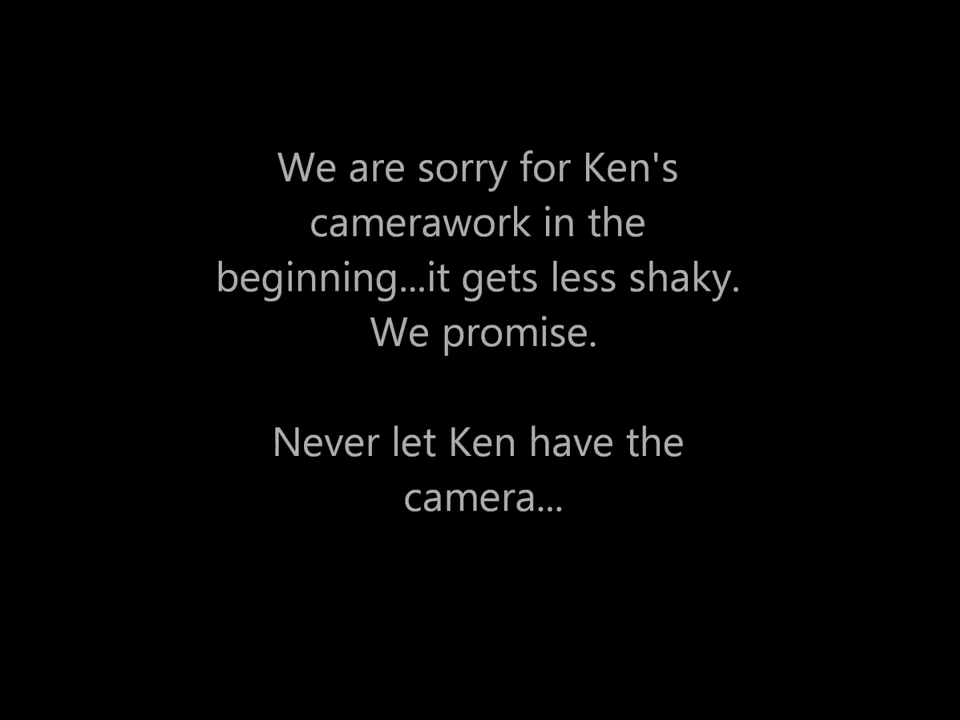 We are sorry for Ken's
camerawork in the
beginning...it gets less shaky.
We promise.
Never let Ken have the
camera...